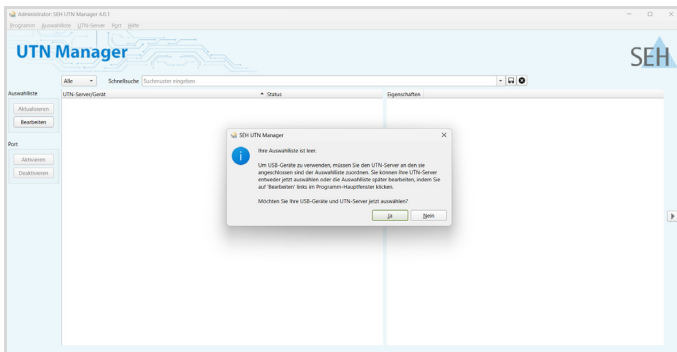 Administrator: SEH UTN Manager 4.0.1
Programm Auswahlliste UTN-Server Port Hilfe
UTN Manager
SEH
Alle Schnellsuche Suchmuster eingeben
Auswahlliste
UTN-Server/Gerät Status Eigenschaften
Aktualisieren
Bearbeiten
Port
Aktivieren
Deaktivieren
SEH UTN Manager
Ihre Auswahlliste ist leer.
Um USB-Geräte zu verwenden, müssen Sie den UTN-
Server an den sie
angeschlossen sind der Auswahlliste zuordnen. Sie können Ihre UTN-Server
entweder jetzt auswählen oder die Auswahlliste später bearbeiten, indem Sie
auf 'Bearbeiten' links im Programm-Hauptfenster klicken.
Möchten Sie Ihre USB-Geräte und UTN-Server jetzt auswählen?
Ja Nein